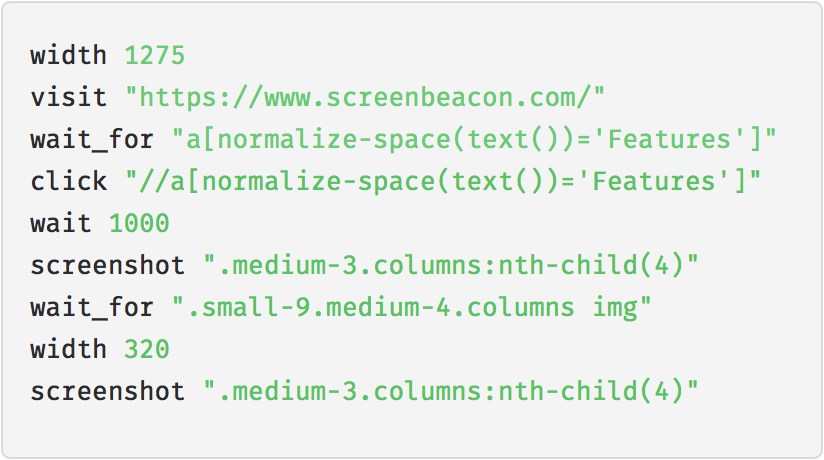 width 1275
visit "https://www.screenbeacon.com/"
wait_for "a[normalize-space(text())='Features']"
click "//a[normalize-space(text())='Features']"
wait 1000
screenshot ".medium-3.columns:nth-child(4)"
wait_for ".small-9.medium-4.columns img"
width 320
screenshot ".medium-3.columns:nth-child(4)"